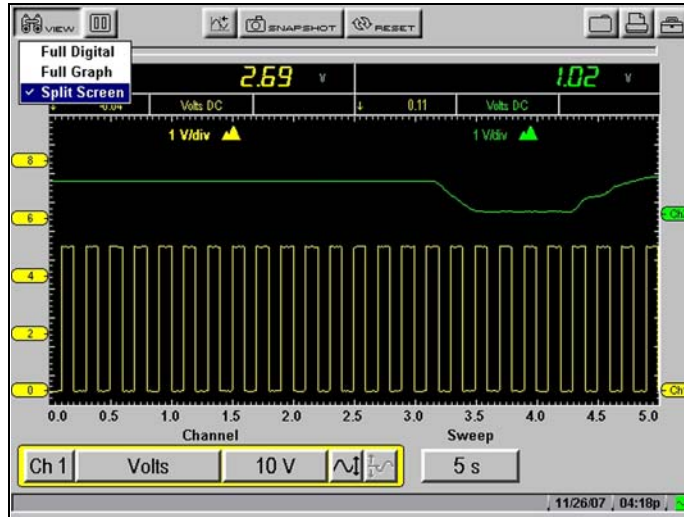 VIEW SNAPSHOT RESET
Full Digital
Full Graph
✓ Split Screen
2.69 V 1.02 V
-0.04 Volts DC 0.11 Volts DC
1 V/div 1 V/div
8
6 Ch
4
2
0 Ch
0.0 0.5 1.0 1.5 2.0 2.5 3.0 3.5 4.0 4.5 5.0
Channel Sweep
Ch 1 Volts 10 V 5 s
11/26/07 04:18p